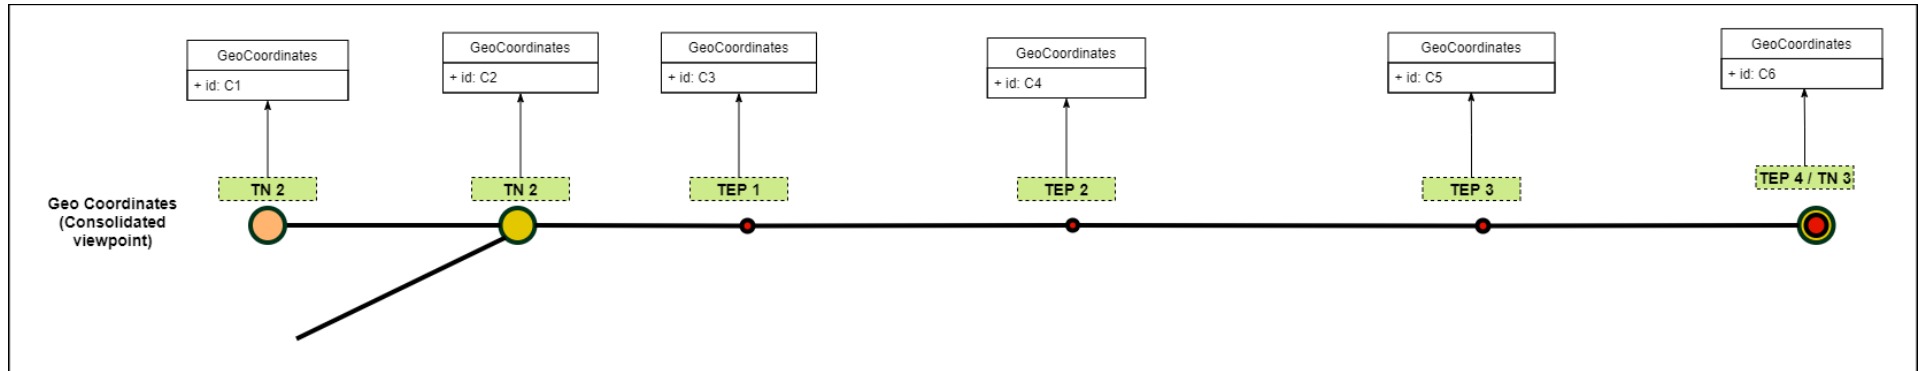 GeoCoordinates
+ id: C1
GeoCoordinates
+ id: C2
GeoCoordinates
+ id: C3
GeoCoordinates
+ id: C4
GeoCoordinates
+ id: C5
GeoCoordinates
+ id: C6
TN 2
TN 2
TEP 1
TEP 2
TEP 3
TEP 4 / TN 3
Geo Coordinates
(Consolidated
viewpoint)